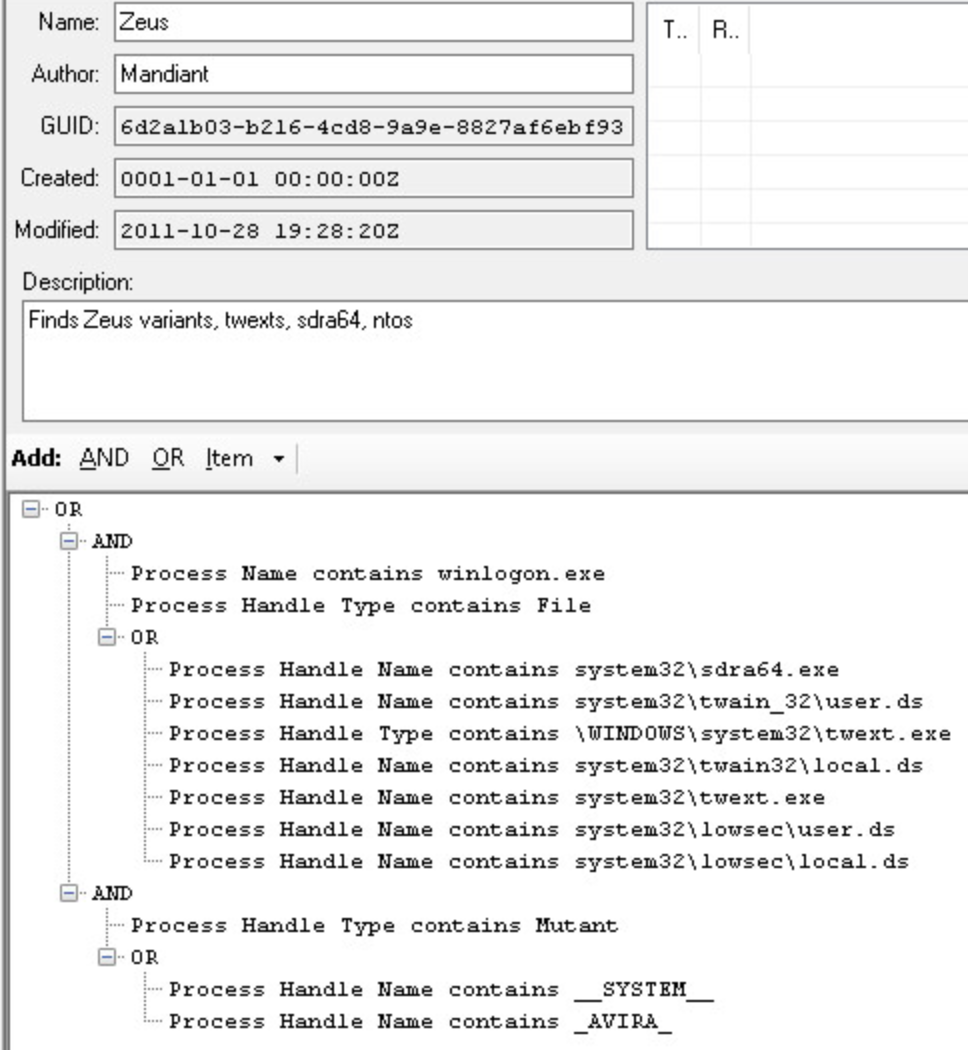 Name: Zeus
T.. R..
Author: Mandiant
GUID: 6d2a1b03-b216-4cd8-9a9e-8827af6ebf93
Created: 0001-01-01 00:00:00Z
Modified: 2011-10-28 19:28:20Z
Description:
Finds Zeus variants, twexts, sdra64, ntos
Add: AND OR Item
OR
AND
Process Name contains winlogon.exe
Process Handle Type contains File
OR
Process Handle Name contains system32\sdra64.exe
Process Handle Name contains system32\twain_32\user.ds
Process Handle Type contains \WINDOWS\system32\twext.exe
Process Handle Name contains system32\twain32\local.ds
Process Handle Name contains system32\twext.exe
Process Handle Name contains system32\lowsec\user.ds
Process Handle Name contains system32\lowsec\local.ds
AND
Process Handle Type contains Mutant
OR
Process Handle Name contains __SYSTEM__
Process Handle Name contains _AVIRA_